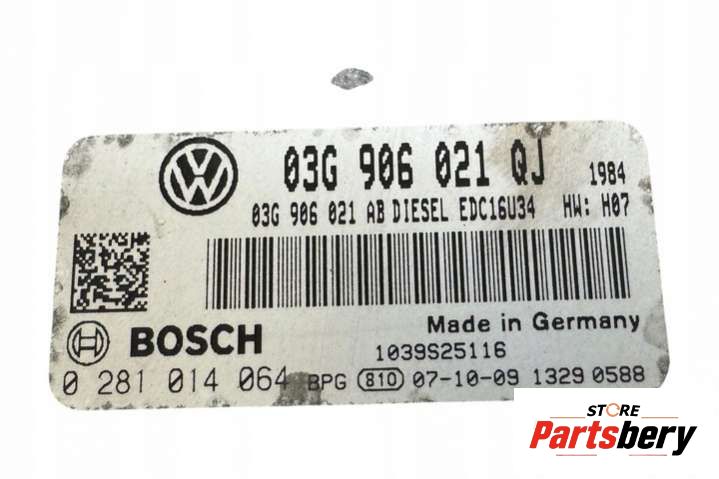 03G 906 021 QJ 1984
03G 906 021 AB DIESEL EDC16U34 HW: H07
BOSCH
Made in Germany
1039S25116
0 281 014 064 BPG 810 07-10-09 1329 0588
STORE
Partsbery